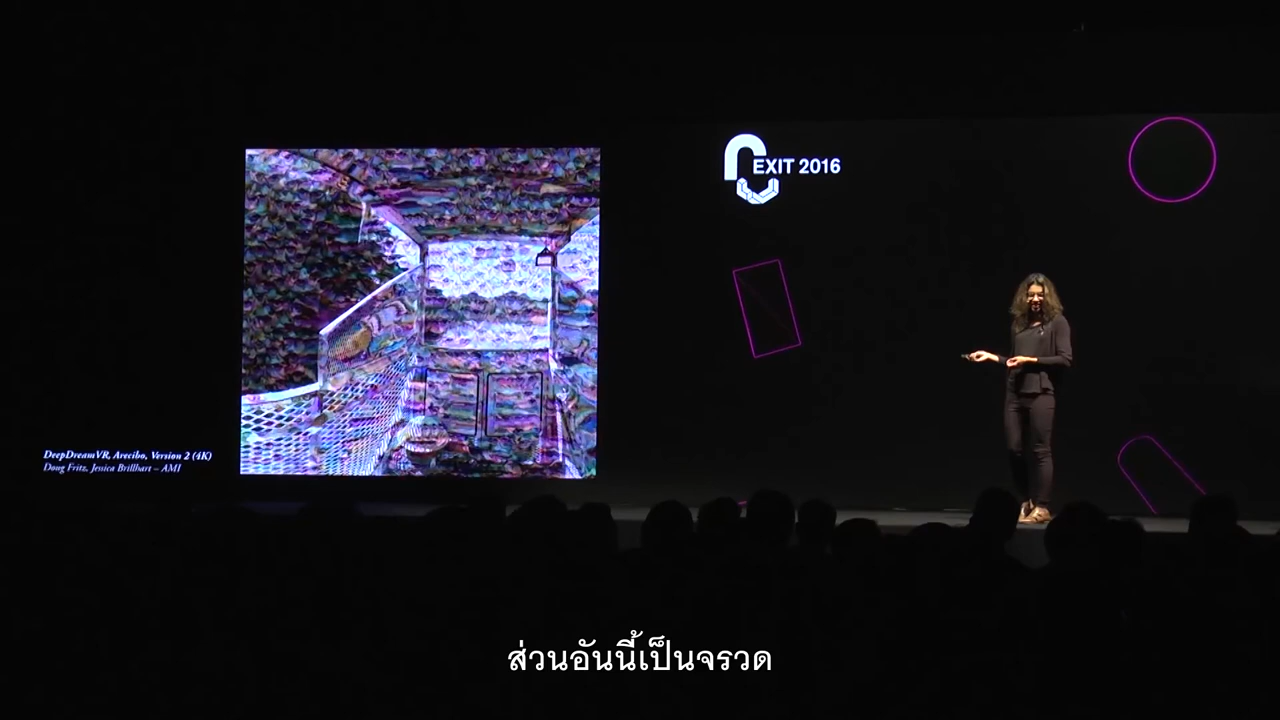 EXIT 2016
DeepDreamVR, Arecibo, Version 2 (4K)
Doug Fritz, Jessica Brillhart – AMI
ส่วนอันนี้เป็นจรวด